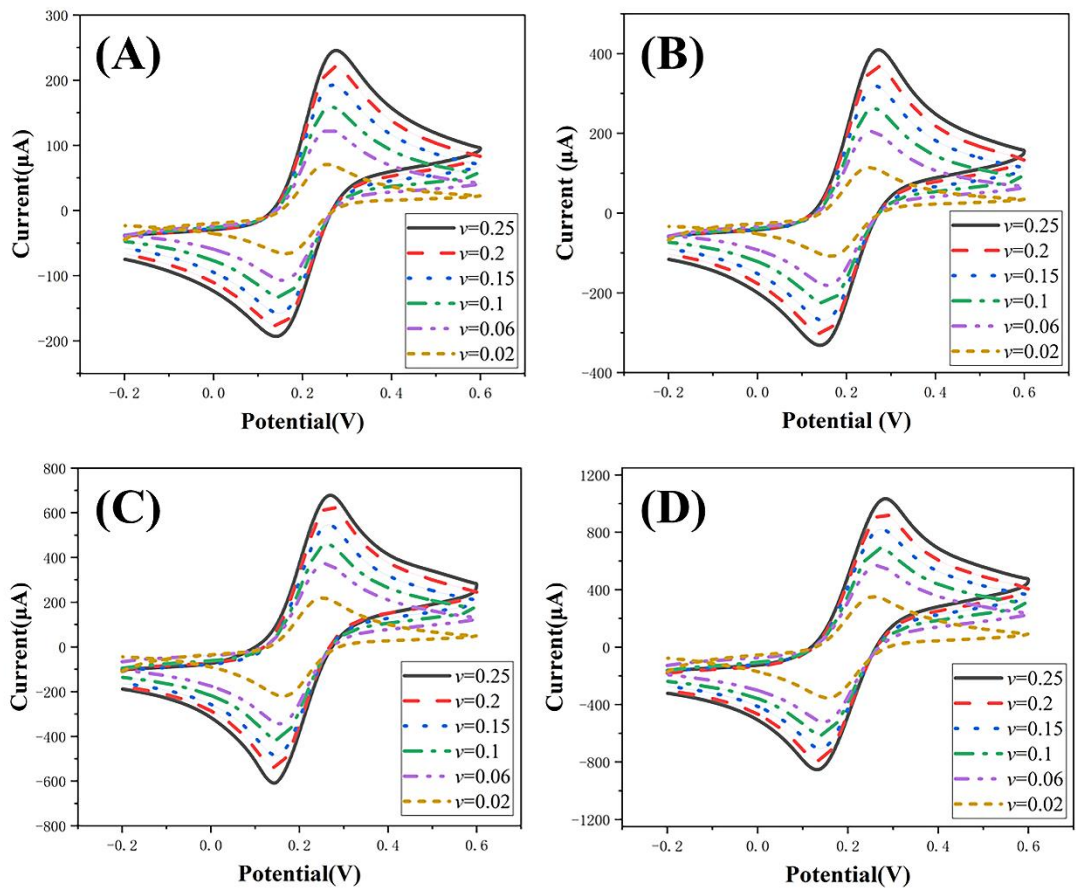 (A)
300
200
100
0
-100
-200
Current(μA)
-0.2 0.0 0.2 0.4 0.6
Potential(V)
v=0.25
v=0.2
v=0.15
v=0.1
v=0.06
v=0.02
(B)
400
200
0
-200
-400
Current (μA)
-0.2 0.0 0.2 0.4 0.6
Potential (V)
v=0.25
v=0.2
v=0.15
v=0.1
v=0.06
v=0.02
(C)
800
600
400
200
0
-200
-400
-600
-800
Current(μA)
-0.2 0.0 0.2 0.4 0.6
Potential(V)
v=0.25
v=0.2
v=0.15
v=0.1
v=0.06
v=0.02
(D)
1200
800
400
0
-400
-800
-1200
Current(μA)
-0.2 0.0 0.2 0.4 0.6
Potential(V)
v=0.25
v=0.2
v=0.15
v=0.1
v=0.06
v=0.02